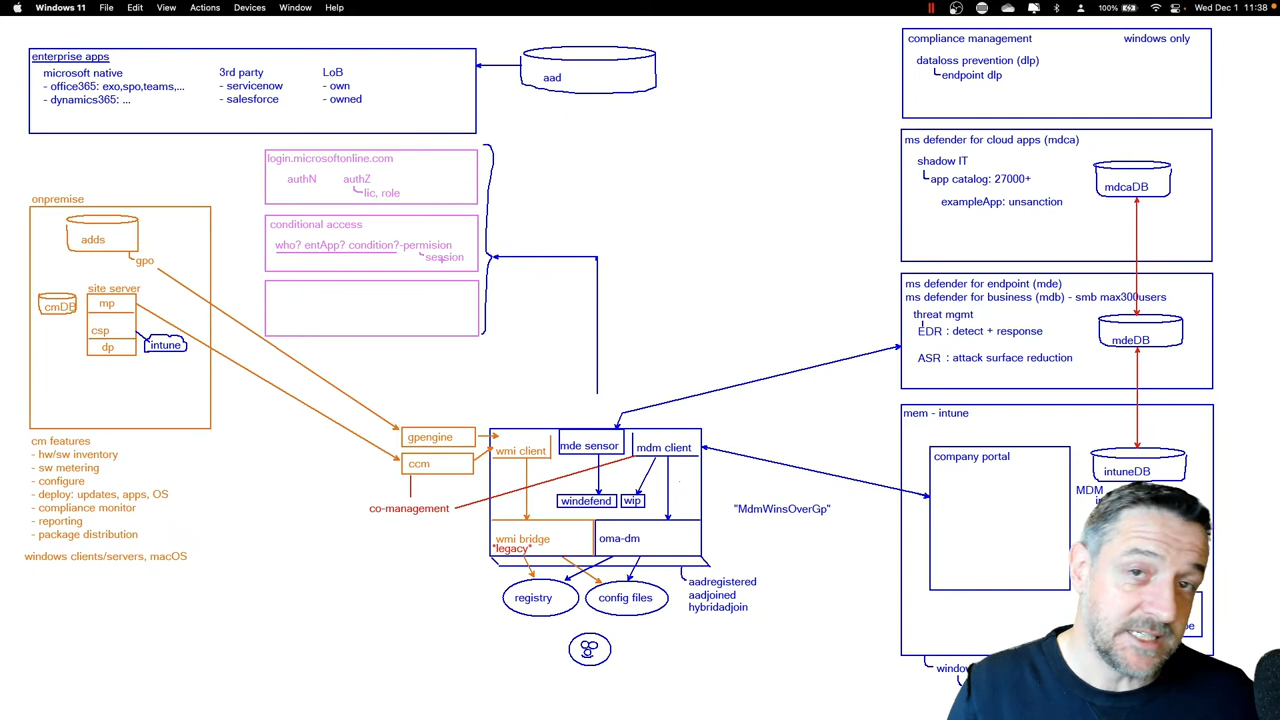 Windows 11 File Edit View Actions Devices Window Help
100% Wed Dec 1 11:38
enterprise apps
microsoft native
- office365: exo,spo,teams,...
- dynamics365: ...
3rd party
- servicenow
- salesforce
LoB
- own
- owned
aad
login.microsoftonline.com
authN authZ
lic, role
conditional access
who? entApp? condition?-permision
session
onpremise
adds
gpo
site server
cmDB
mp
csp
dp
intune
cm features
- hw/sw inventory
- sw metering
- configure
- deploy: updates, apps, OS
- compliance monitor
- reporting
- package distribution
windows clients/servers, macOS
gpengine
ccm
co-management
wmi client
mde sensor
mdm client
windefend
wip
wmi bridge
*legacy*
oma-dm
registry
config files
"MdmWinsOverGp"
aadregistered
aadjoined
hybridadjoin
compliance management windows only
dataloss prevention (dlp)
endpoint dlp
ms defender for cloud apps (mdca)
shadow IT
app catalog: 27000+
exampleApp: unsanction
mdcaDB
ms defender for endpoint (mde)
ms defender for business (mdb) - smb max300users
threat mgmt
EDR : detect + response
ASR : attack surface reduction
mdeDB
mem - intune
company portal
intuneDB
MDM